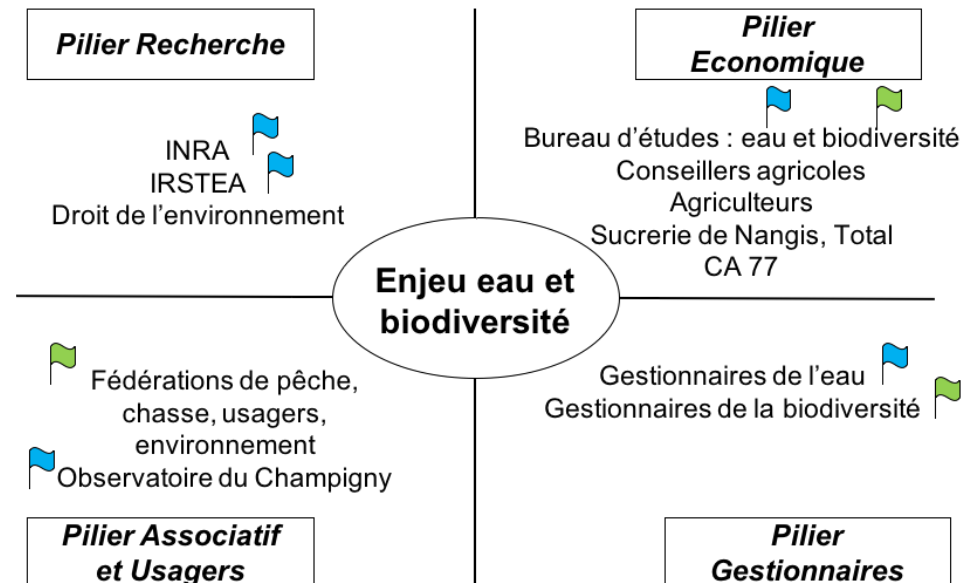 Pilier Recherche
INRA
IRSTEA
Droit de l'environnement
Pilier
Economique
Bureau d'études : eau et biodiversité
Conseillers agricoles
Agriculteurs
Sucrerie de Nangis, Total
CA 77
Enjeu eau et
biodiversité
Fédérations de pêche,
chasse, usagers,
environnement
Observatoire du Champigny
Pilier Associatif
et Usagers
Gestionnaires de l'eau
Gestionnaires de la biodiversité
Pilier
Gestionnaires